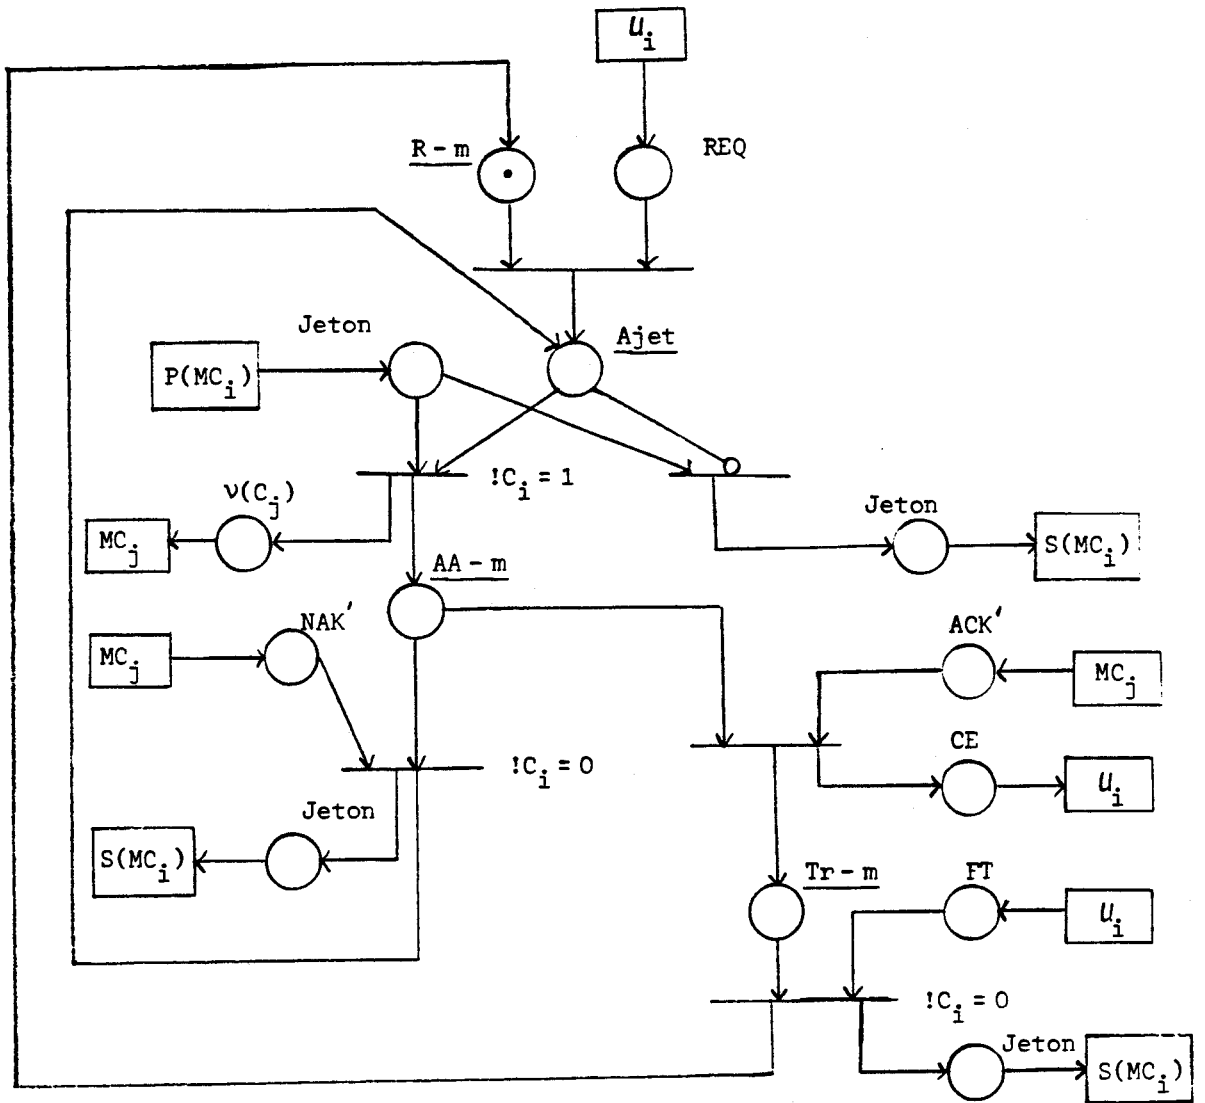 U_i
R-m
REQ
Jeton
Ajet
P(MC_i)
!C_i = 1
ν(C_j)
Jeton
MC_j
S(MC_i)
AA-m
NAK'
ACK'
MC_j
MC_j
CE
!C_i = 0
U_i
Jeton
S(MC_i)
Tr-m
FT
U_i
!C_i = 0
Jeton
S(MC_i)